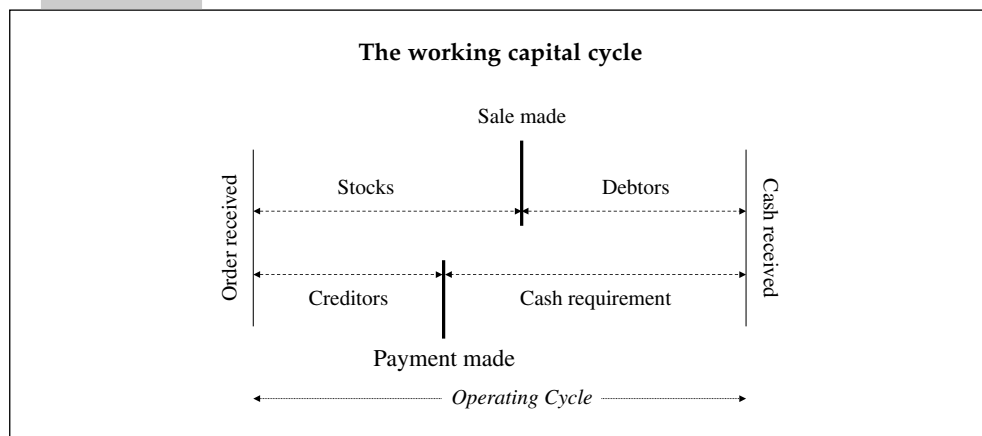 The working capital cycle
Sale made
Order received
Stocks
Debtors
Cash received
Creditors
Cash requirement
Payment made
Operating Cycle